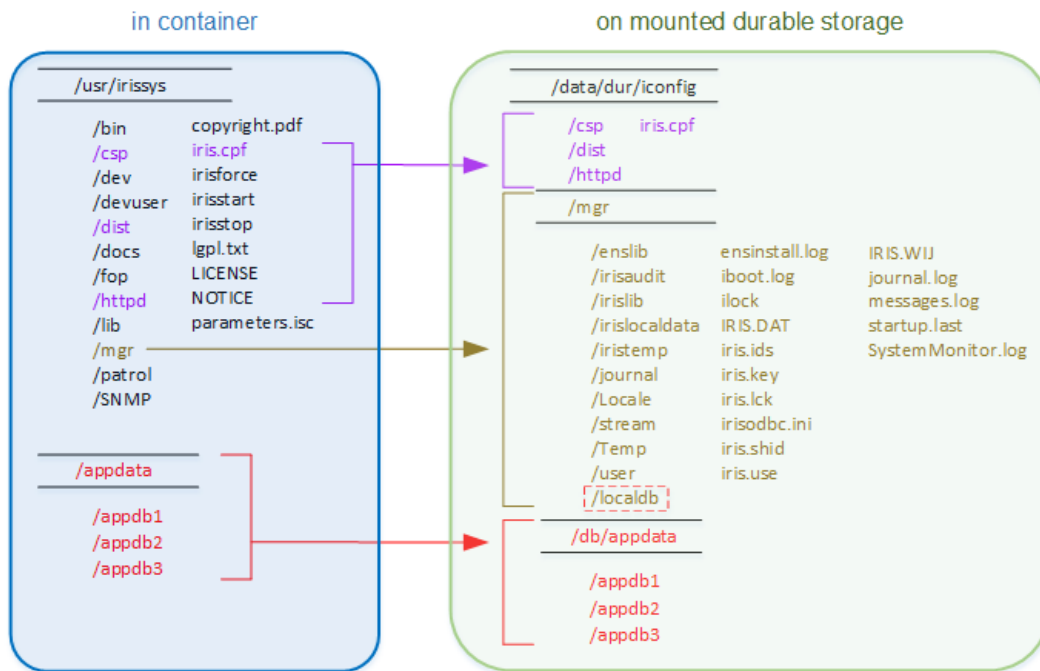 in container
/usr/irissys
/bin copyright.pdf
/csp iris.cpf
/dev irisforce
/devuser irisstart
/dist irisstop
/docs lgpl.txt
/fop LICENSE
/httpd NOTICE
/lib parameters.isc
/mgr
/patrol
/SNMP
/appdata
/appdb1
/appdb2
/appdb3
on mounted durable storage
/data/dur/iconfig
/csp iris.cpf
/dist
/httpd
/mgr
/enslib ensinstall.log IRIS.WIJ
/irisaudit iboot.log journal.log
/irislib ilock messages.log
/irislocaldata IRIS.DAT startup.last
/iristemp iris.ids SystemMonitor.log
/journal iris.key
/Locale iris.lck
/stream irisodbc.ini
/Temp iris.shid
/user iris.use
/localdb
/db/appdata
/appdb1
/appdb2
/appdb3